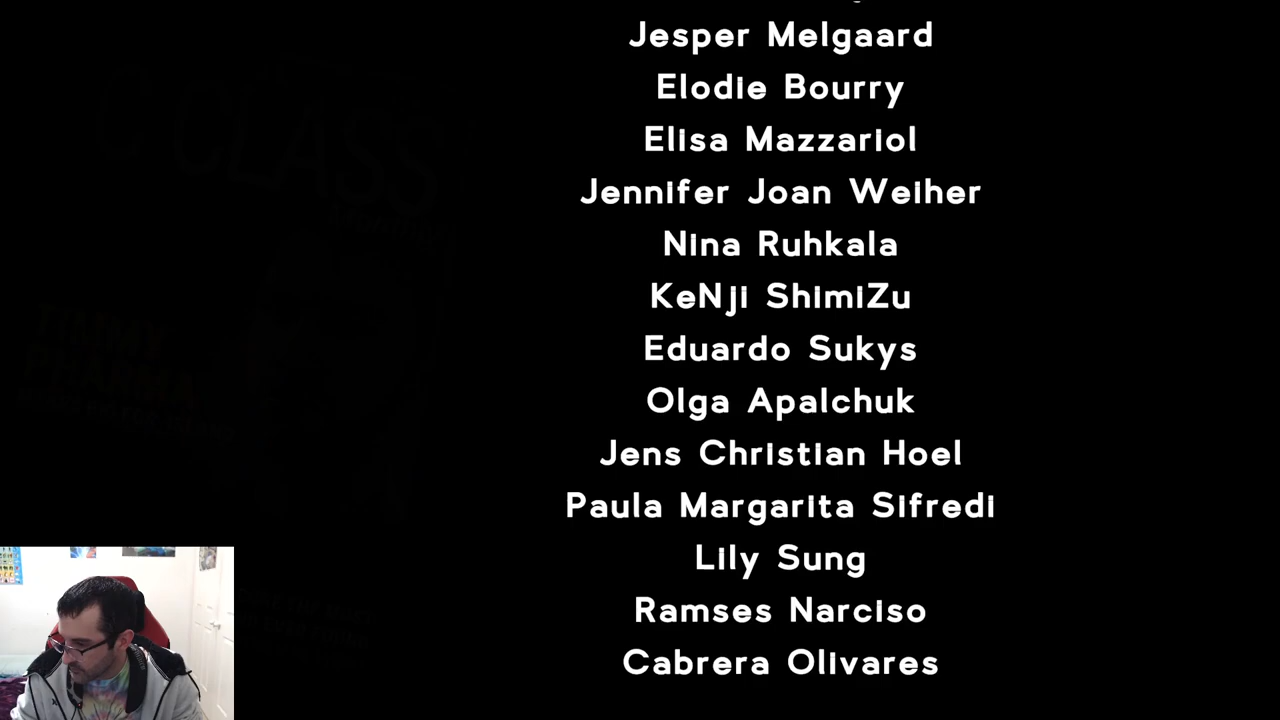 Jesper Melgaard
Elodie Bourry
Elisa Mazzariol
Jennifer Joan Weiher
Nina Ruhkala
KeNji ShimiZu
Eduardo Sukys
Olga Apalchuk
Jens Christian Hoel
Paula Margarita Sifredi
Lily Sung
Ramses Narciso
Cabrera Olivares
C CLASS